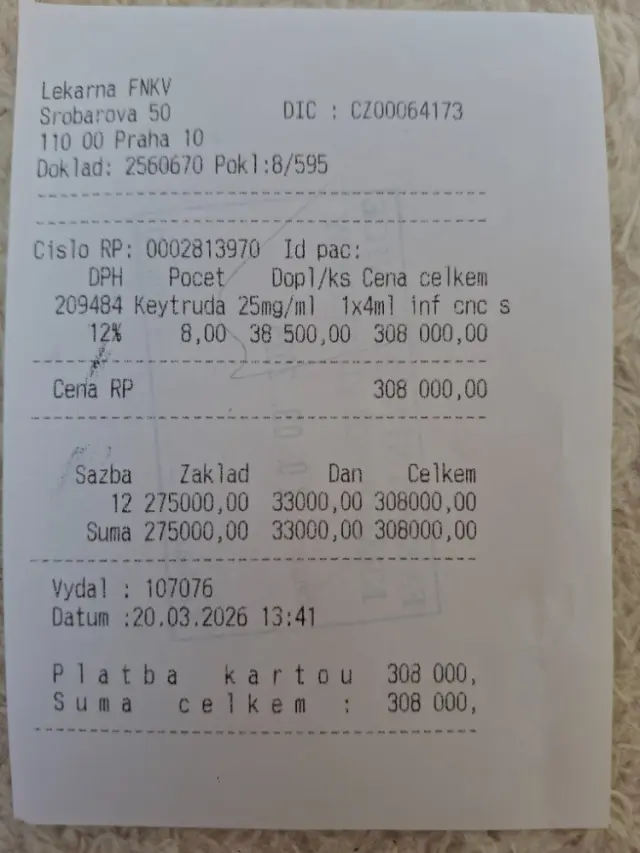 Lekarna FNKV
Srobarova 50 DIC : CZ00064173
110 00 Praha 10
Doklad: 2560670 Pokl:8/595
Cislo RP: 0002813970 Id pac:
DPH Pocet Dopl/ks Cena celkem
209484 Keytruda 25mg/ml 1x4ml inf cnc s
12% 8,00 38 500,00 308 000,00
Cena RP 308 000,00
Sazba Zaklad Dan Celkem
12 275000,00 33000,00 308000,00
Suma 275000,00 33000,00 308000,00
Vydal : 107076
Datum :20.03.2026 13:41
Platba kartou 308 000,
Suma celkem : 308 000,